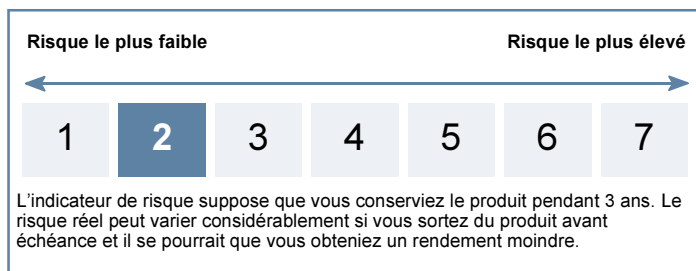 Risque le plus faible Risque le plus élevé
1 2 3 4 5 6 7
L'indicateur de risque suppose que vous conserviez le produit pendant 3 ans. Le
risque réel peut varier considérablement si vous sortez du produit avant
échéance et il se pourrait que vous obteniez un rendement moindre.